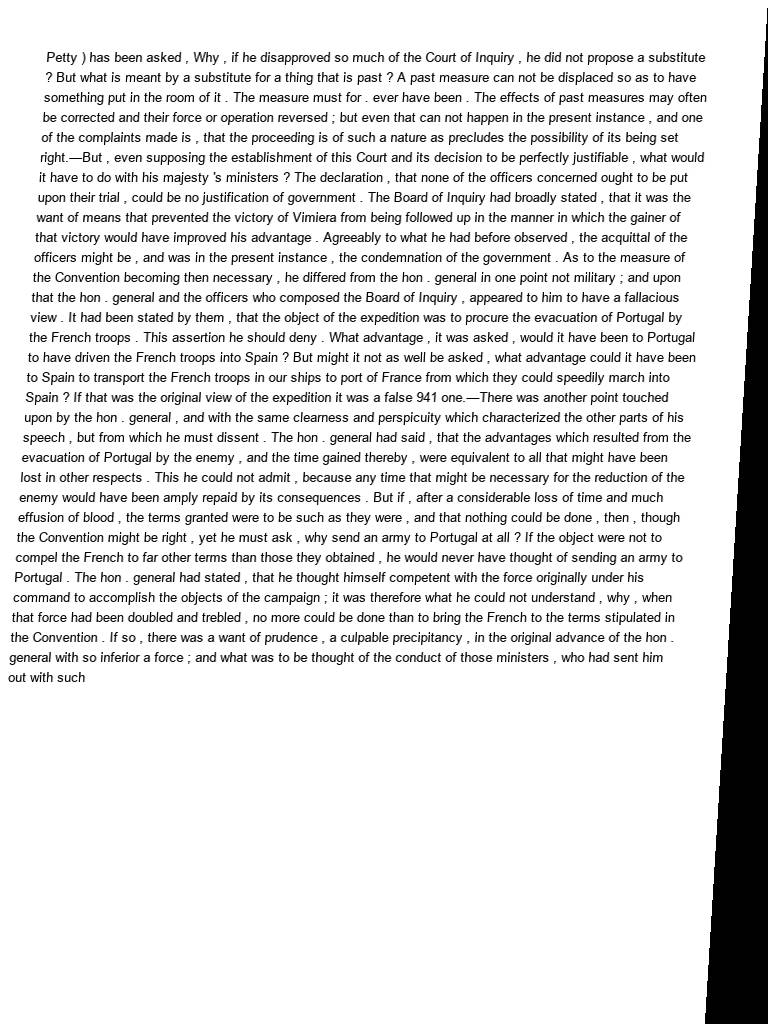 Petty ) has been asked , Why , if he disapproved so much of the Court of Inquiry , he did not propose a substitute
? But what is meant by a substitute for a thing that is past ? A past measure can not be displaced so as to have
something put in the room of it . The measure must for . ever have been . The effects of past measures may often
be corrected and their force or operation reversed ; but even that can not happen in the present instance , and one
of the complaints made is , that the proceeding is of such a nature as precludes the possibility of its being set
right.—But , even supposing the establishment of this Court and its decision to be perfectly justifiable , what would
it have to do with his majesty 's ministers ? The declaration , that none of the officers concerned ought to be put
upon their trial , could be no justification of government . The Board of Inquiry had broadly stated , that it was the
want of means that prevented the victory of Vimiera from being followed up in the manner in which the gainer of
that victory would have improved his advantage . Agreeably to what he had before observed , the acquittal of the
officers might be , and was in the present instance , the condemnation of the government . As to the measure of
the Convention becoming then necessary , he differed from the hon . general in one point not military ; and upon
that the hon . general and the officers who composed the Board of Inquiry , appeared to him to have a fallacious
view . It had been stated by them , that the object of the expedition was to procure the evacuation of Portugal by
the French troops . This assertion he should deny . What advantage , it was asked , would it have been to Portugal
to have driven the French troops into Spain ? But might it not as well be asked , what advantage could it have been
to Spain to transport the French troops in our ships to port of France from which they could speedily march into
Spain ? If that was the original view of the expedition it was a false 941 one.—There was another point touched
upon by the hon . general , and with the same clearness and perspicuity which characterized the other parts of his
speech , but from which he must dissent . The hon . general had said , that the advantages which resulted from the
evacuation of Portugal by the enemy , and the time gained thereby , were equivalent to all that might have been
lost in other respects . This he could not admit , because any time that might be necessary for the reduction of the
enemy would have been amply repaid by its consequences . But if , after a considerable loss of time and much
effusion of blood , the terms granted were to be such as they were , and that nothing could be done , then , though
the Convention might be right , yet he must ask , why send an army to Portugal at all ? If the object were not to
compel the French to far other terms than those they obtained , he would never have thought of sending an army to
Portugal . The hon . general had stated , that he thought himself competent with the force originally under his
command to accomplish the objects of the campaign ; it was therefore what he could not understand , why , when
that force had been doubled and trebled , no more could be done than to bring the French to the terms stipulated in
the Convention . If so , there was a want of prudence , a culpable precipitancy , in the original advance of the hon .
general with so inferior a force ; and what was to be thought of the conduct of those ministers , who had sent him
out with such